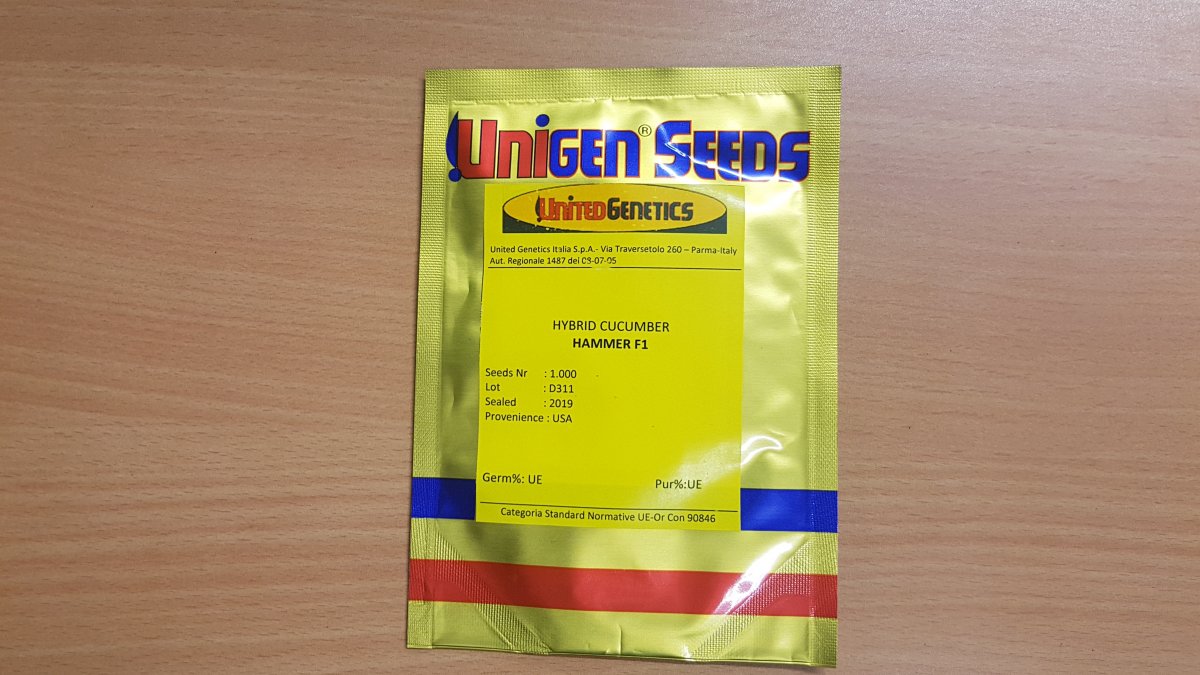 UniGEN® SEEDS
UNITEDGENETICS
United Genetics Italia S.p.A.- Via Traversetolo 260 – Parma-Italy
Aut. Regionale 1487 del 08-07-05
HYBRID CUCUMBER
HAMMER F1
Seeds Nr : 1.000
Lot : D311
Sealed : 2019
Provenience : USA
Germ%: UE Pur%:UE
Categoria Standard Normative UE-Or Con 90846